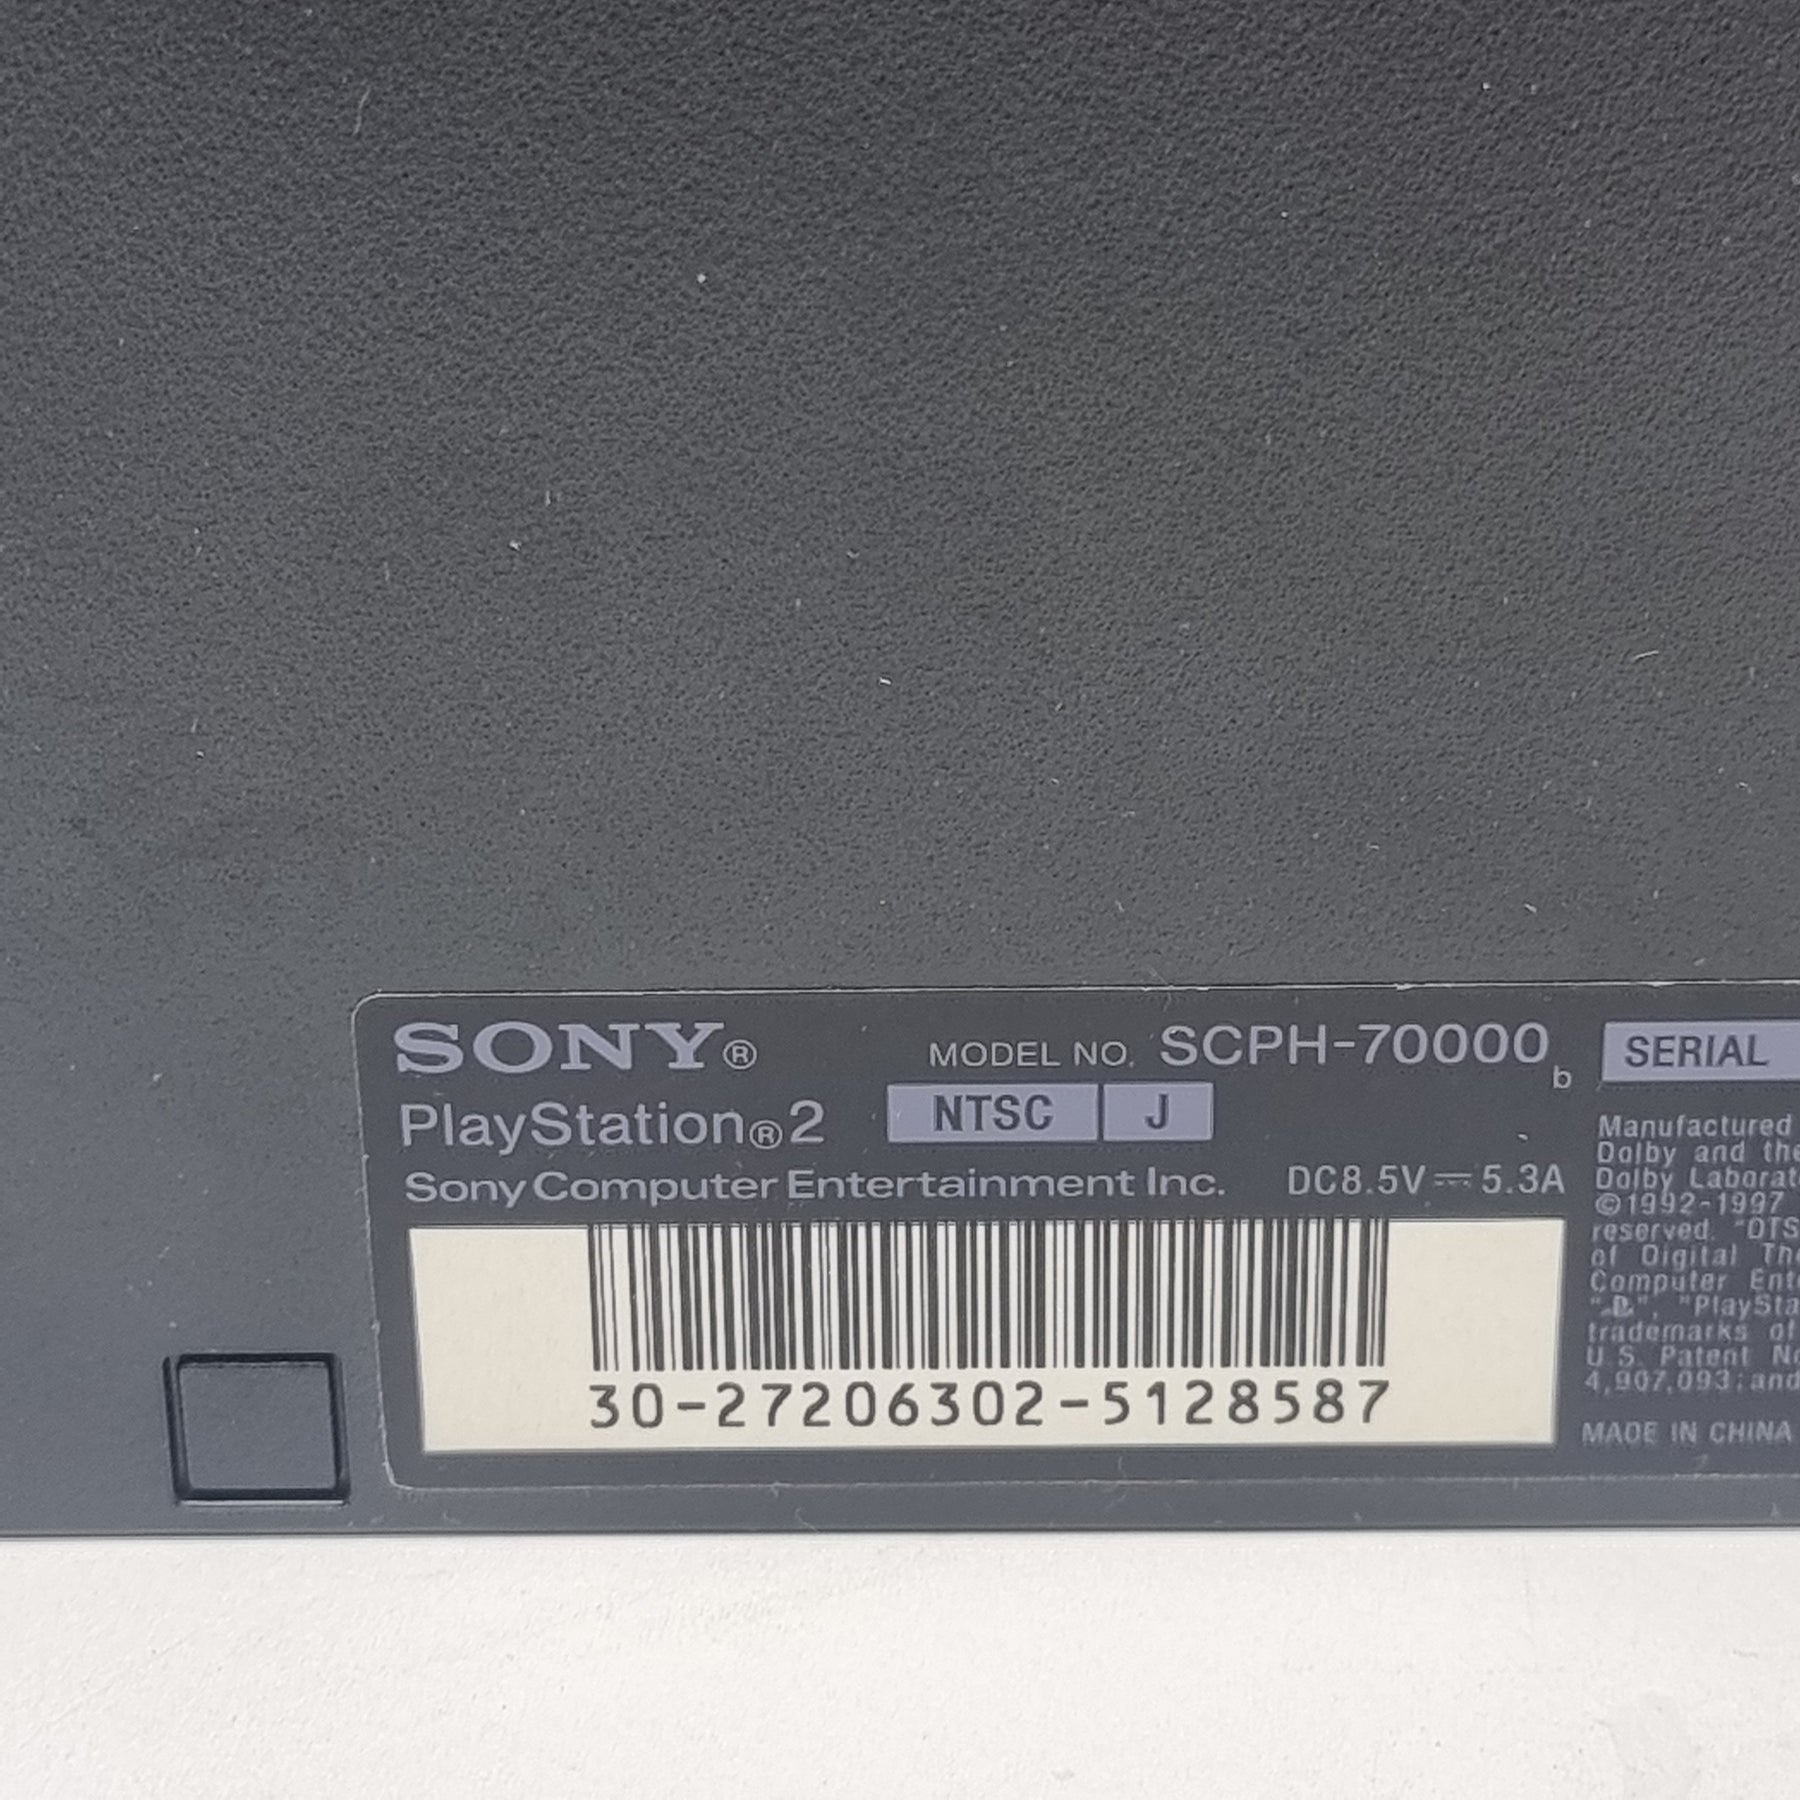 SONY® MODEL NO. SCPH-70000 b SERIAL
PlayStation®2 NTSC J
Sony Computer Entertainment Inc. DC8.5V⎓5.3A
30-27206302-5128587
Manufactured
Dolby and the
Dolby
©1992-1997
reserved. "DTS
of Digital
Computer
trademarks of
U.S. Patent
4,907,093; and
MADE IN CHINA